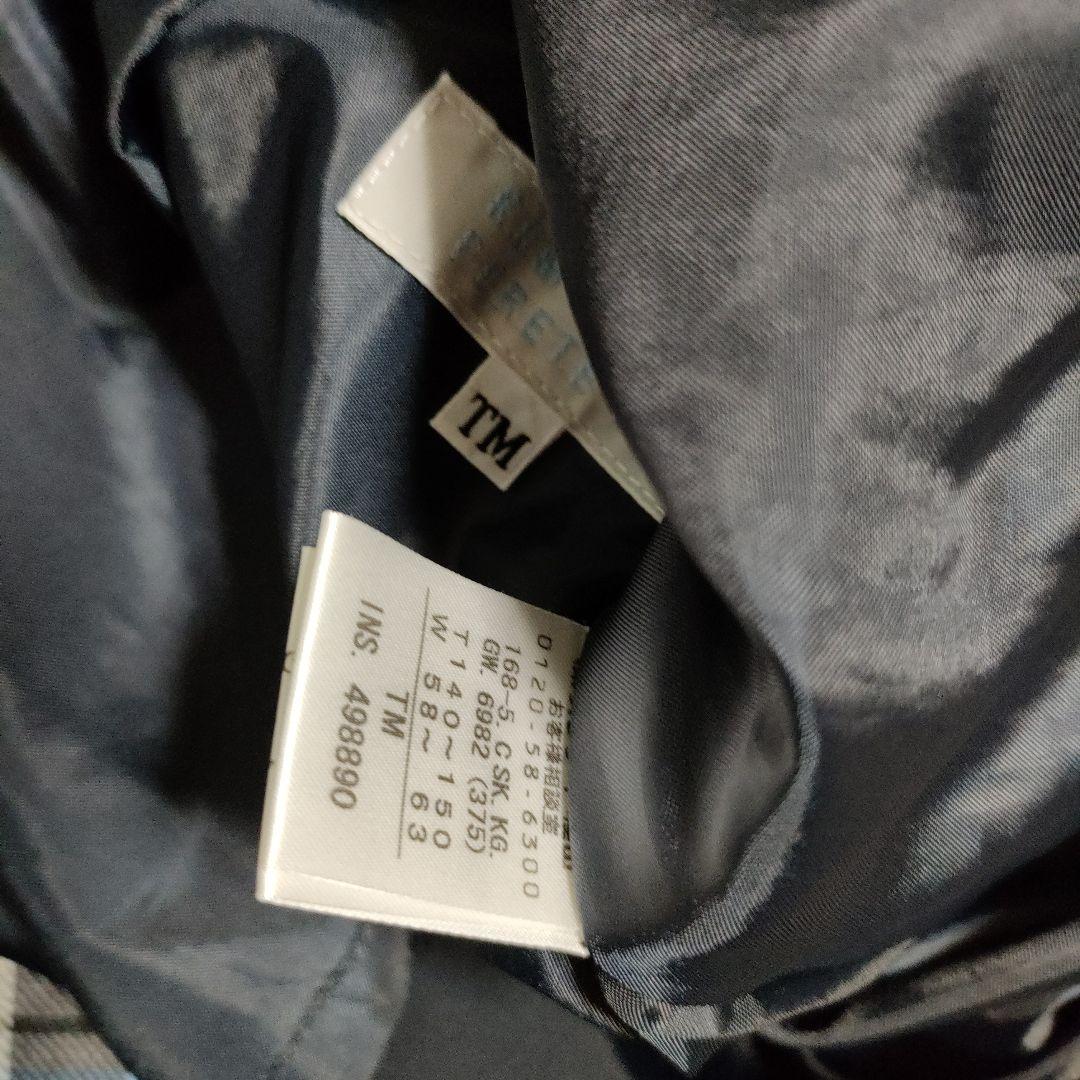 TM
お客様相談室
0120-58-6300
168-5. C SK. KG.
GW. 6982 (375)
T 140～150
W 58～63
TM
INS. 498890